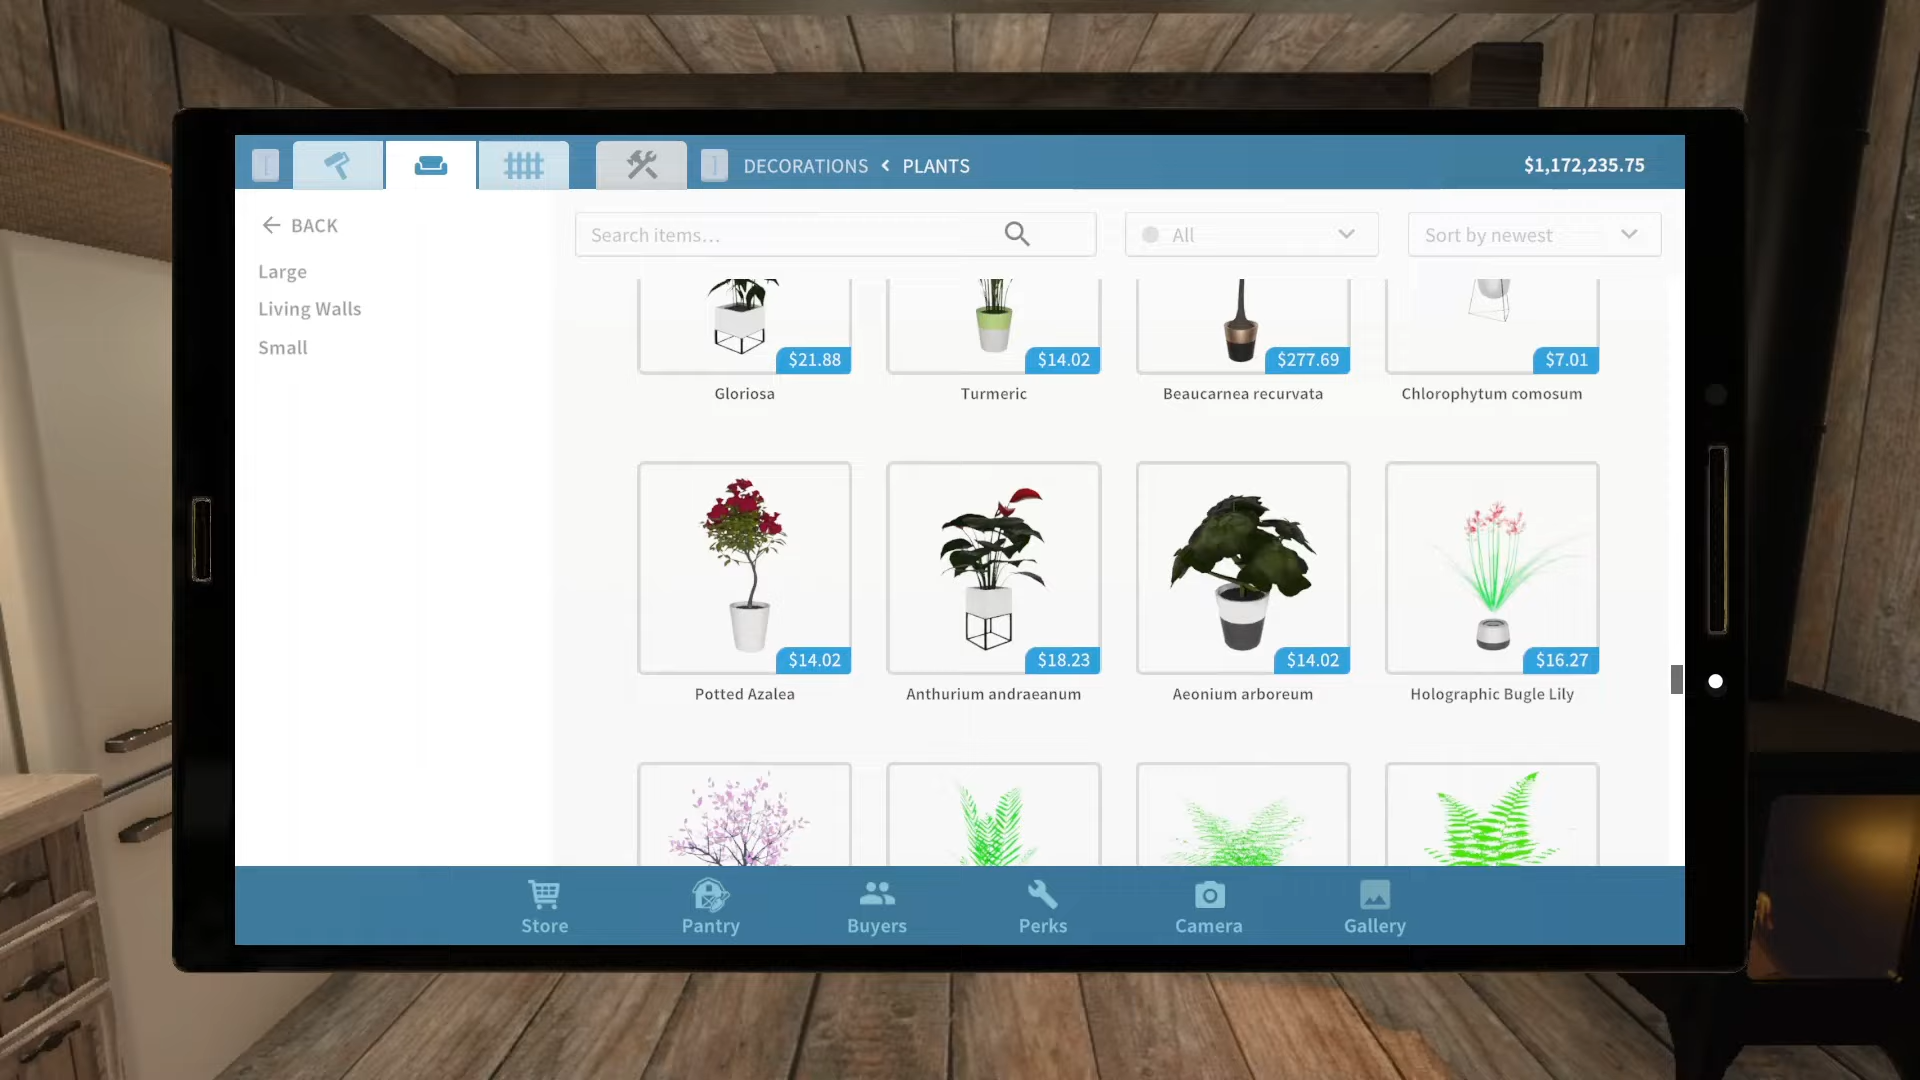 DECORATIONS < PLANTS
$1,172,235.75
BACK
Large
Living Walls
Small
Search items...
All
Sort by newest
$21.88
$14.02
$277.69
$7.01
Gloriosa
Turmeric
Beaucarnea recurvata
Chlorophytum comosum
$14.02
$18.23
$14.02
$16.27
Potted Azalea
Anthurium andraeanum
Aeonium arboreum
Holographic Bugle Lily
Store
Pantry
Buyers
Perks
Camera
Gallery